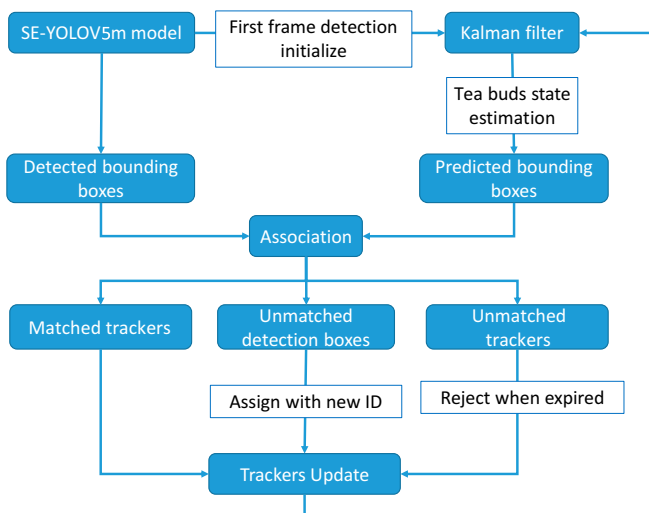 SE-YOLOV5m model
First frame detection
initialize
Kalman filter
Tea buds state
estimation
Detected bounding
boxes
Predicted bounding
boxes
Association
Matched trackers
Unmatched
detection boxes
Unmatched
trackers
Assign with new ID
Reject when expired
Trackers Update